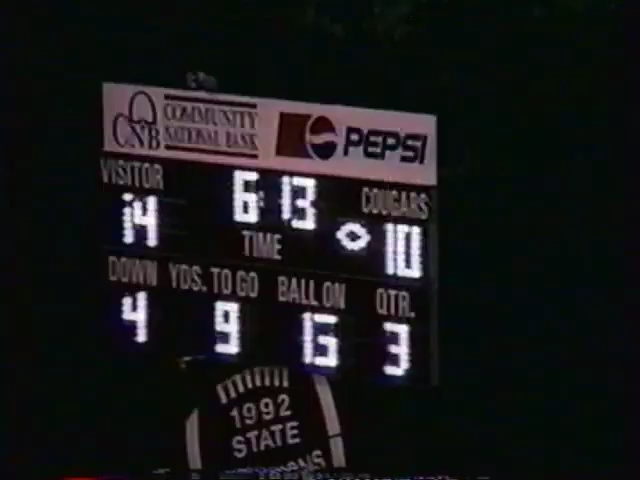 CNB COMMUNITY NATIONAL BANK PEPSI
VISITOR 6:13 COUGARS
14 TIME 10
DOWN YDS. TO GO BALL ON QTR.
4 9 15 3
1992
STATE